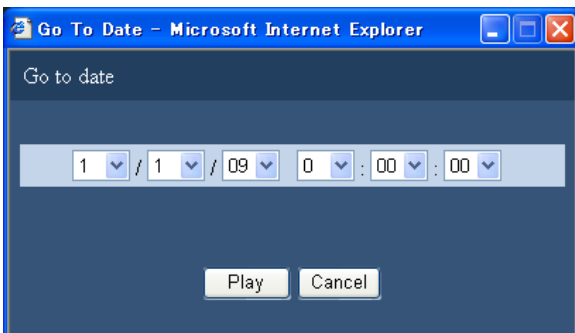 Go To Date - Microsoft Internet Explorer
Go to date
1 / 1 / 09 0 : 00 : 00
Play Cancel